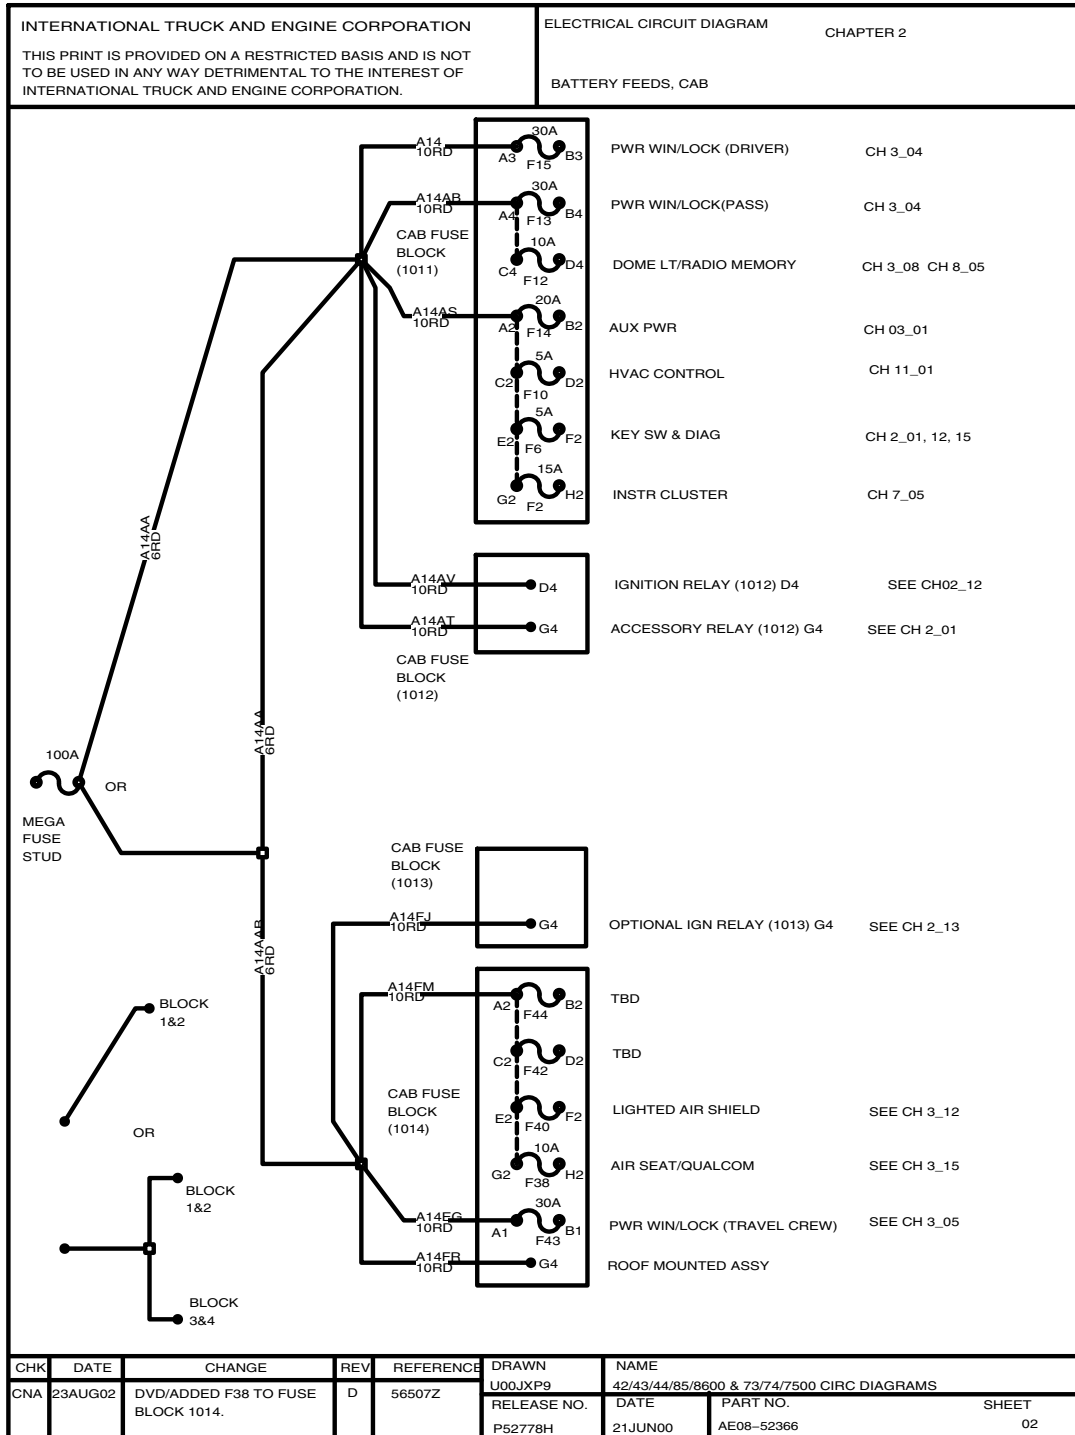 INTERNATIONAL TRUCK AND ENGINE CORPORATION
THIS PRINT IS PROVIDED ON A RESTRICTED BASIS AND IS NOT
TO BE USED IN ANY WAY DETRIMENTAL TO THE INTEREST OF
INTERNATIONAL TRUCK AND ENGINE CORPORATION.
ELECTRICAL CIRCUIT DIAGRAM
CHAPTER 2
BATTERY FEEDS, CAB
A14
10RD
30A
A3
F15
B3
PWR WIN/LOCK (DRIVER)
CH 3_04
A14AB
10RD
30A
A4
F13
B4
PWR WIN/LOCK(PASS)
CH 3_04
CAB FUSE
BLOCK
(1011)
10A
C4
F12
D4
DOME LT/RADIO MEMORY
CH 3_08 CH 8_05
A14AS
10RD
20A
A2
F14
B2
AUX PWR
CH 03_01
5A
C2
F10
D2
HVAC CONTROL
CH 11_01
5A
E2
F6
F2
KEY SW & DIAG
CH 2_01, 12, 15
15A
G2
F2
H2
INSTR CLUSTER
CH 7_05
A14AA
6RD
A14AV
10RD
D4
IGNITION RELAY (1012) D4
SEE CH02_12
A14AT
10RD
G4
ACCESSORY RELAY (1012) G4
SEE CH 2_01
CAB FUSE
BLOCK
(1012)
A14AA
6RD
100A
OR
MEGA
FUSE
STUD
CAB FUSE
BLOCK
(1013)
A14FJ
10RD
G4
OPTIONAL IGN RELAY (1013) G4
SEE CH 2_13
A14AAB
6RD
A14FM
10RD
A2
F44
B2
TBD
C2
F42
D2
TBD
CAB FUSE
BLOCK
(1014)
E2
F40
F2
LIGHTED AIR SHIELD
SEE CH 3_12
10A
G2
F38
H2
AIR SEAT/QUALCOM
SEE CH 3_15
A14EG
10RD
30A
A1
F43
B1
PWR WIN/LOCK (TRAVEL CREW)
SEE CH 3_05
A14FR
10RD
G4
ROOF MOUNTED ASSY
BLOCK
1&2
OR
BLOCK
1&2
BLOCK
3&4
CHK DATE CHANGE REV REFERENCE
CNA 23AUG02 DVD/ADDED F38 TO FUSE
BLOCK 1014.
D 56507Z
DRAWN
U00JXP9
NAME
42/43/44/85/8600 & 73/74/7500 CIRC DIAGRAMS
RELEASE NO.
P52778H
DATE
21JUN00
PART NO.
AE08–52366
SHEET
02